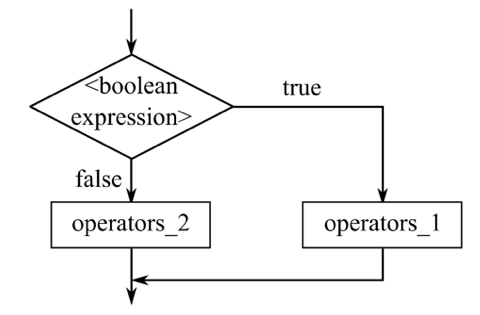 <boolean
expression>
true
false
operators_2
operators_1